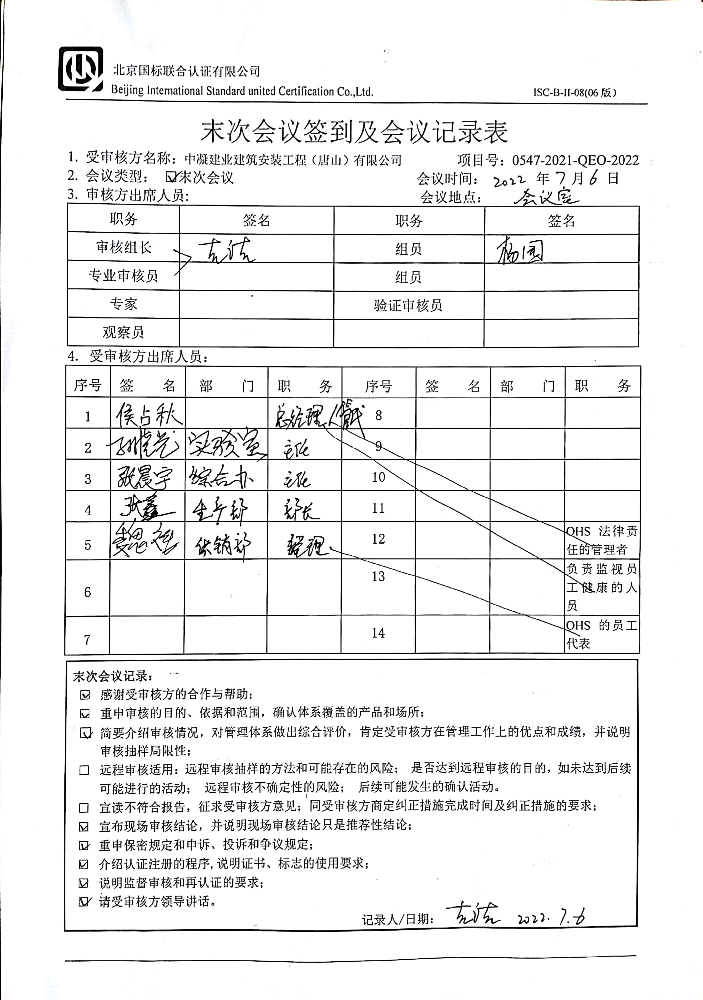 北京国标联合认证有限公司
Beijing International Standard united Certification Co.,Ltd.
ISC-B-II-08(06 版)
末次会议签到及会议记录表
1. 受审核方名称：中凝建业建筑安装工程（唐山）有限公司 项目号：0547-2021-QEO-2022
2. 会议类型： ☑末次会议 会议时间： 2022 年 7 月 6 日
3. 审核方出席人员: 会议地点： 会议室
职务 签名 职务 签名
审核组长 吉洁 组员 杨园
专业审核员 组员
专家 验证审核员
观察员
4. 受审核方出席人员：
序号 签 名 部 门 职 务 序号 签 名 部 门 职 务
1 侯占秋 总经理 8
2 孙晓光 实验室 主任 9
3 张晨宇 综合办 主任 10
4 张鑫 生产部 部长 11
5 供销部 经理 12 OHS 法律责
任的管理者
6 13 负责监视员
工健康的人
员
7 14 OHS 的员工
代表
末次会议记录：
☑ 感谢受审核方的合作与帮助；
☑ 重申审核的目的、依据和范围，确认体系覆盖的产品和场所；
☑ 简要介绍审核情况，对管理体系做出综合评价，肯定受审核方在管理工作上的优点和成绩，并说明
审核抽样局限性；
□ 远程审核适用：远程审核抽样的方法和可能存在的风险； 是否达到远程审核的目的，如未达到后续
可能进行的活动； 远程审核不确定性的风险； 后续可能发生的确认活动。
□ 宣读不符合报告，征求受审核方意见；同受审核方商定纠正措施完成时间及纠正措施的要求；
☑ 宣布现场审核结论，并说明现场审核结论只是推荐性结论；
☑ 重申保密规定和申诉、投诉和争议规定；
☑ 介绍认证注册的程序,说明证书、标志的使用要求；
☑ 说明监督审核和再认证的要求；
☑ 请受审核方领导讲话。
记录人/日期： 吉洁 2022.7.6